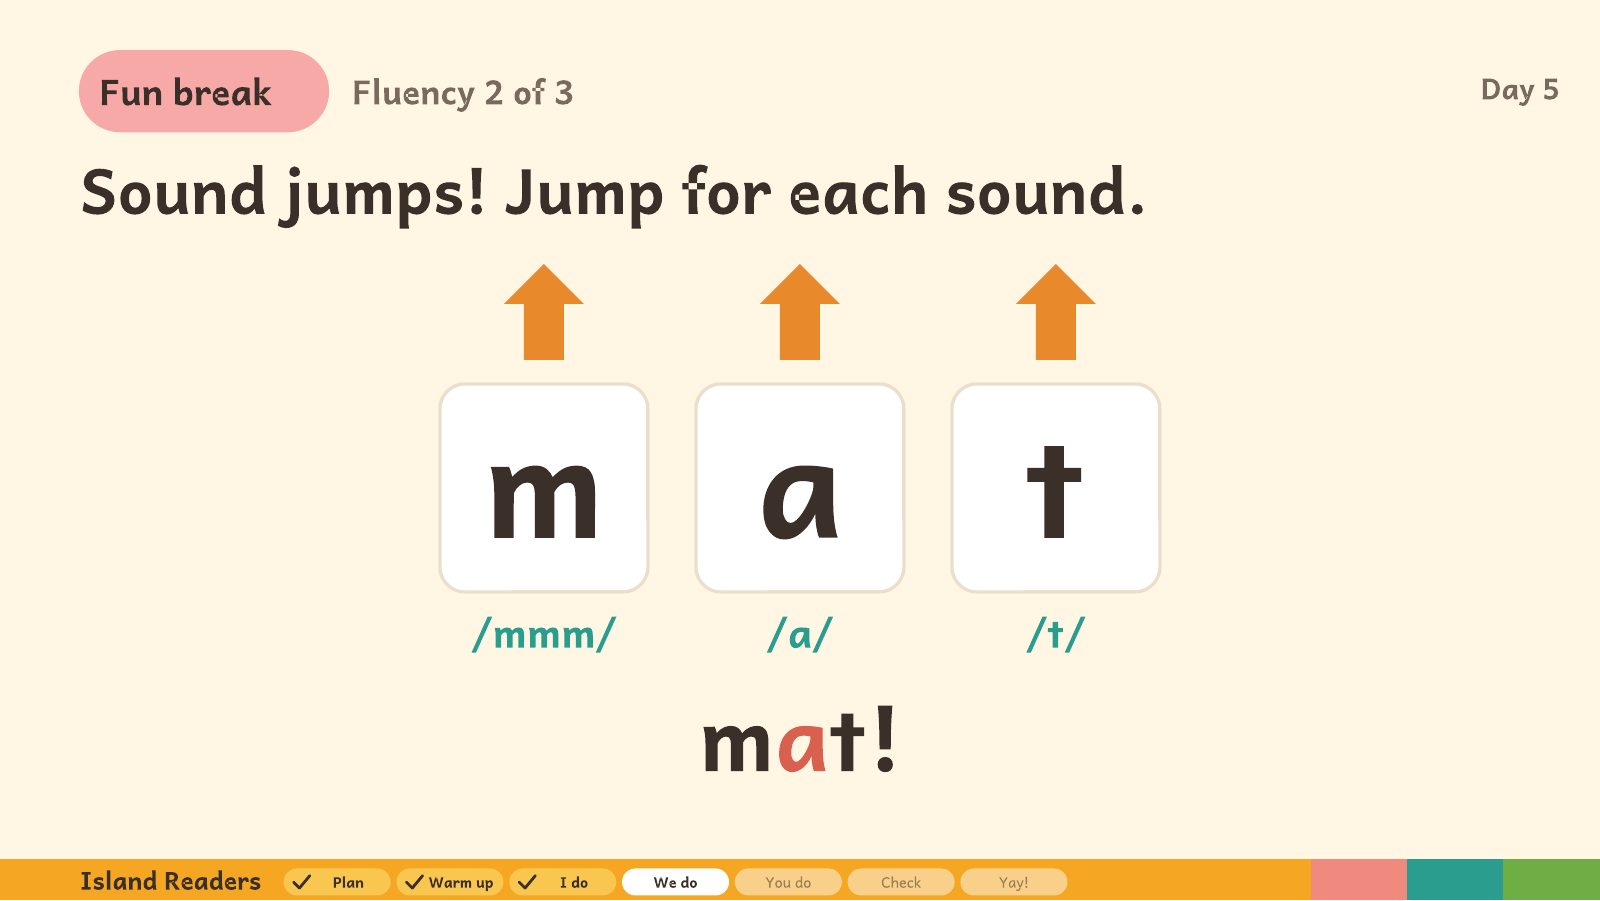 Fun break
Fluency 2 of 3
Day 5
Sound jumps! Jump for each sound.
m a t
/mmm/ /a/ /t/
mat!
Island Readers
Plan
Warm up
I do
We do
You do
Check
Yay!